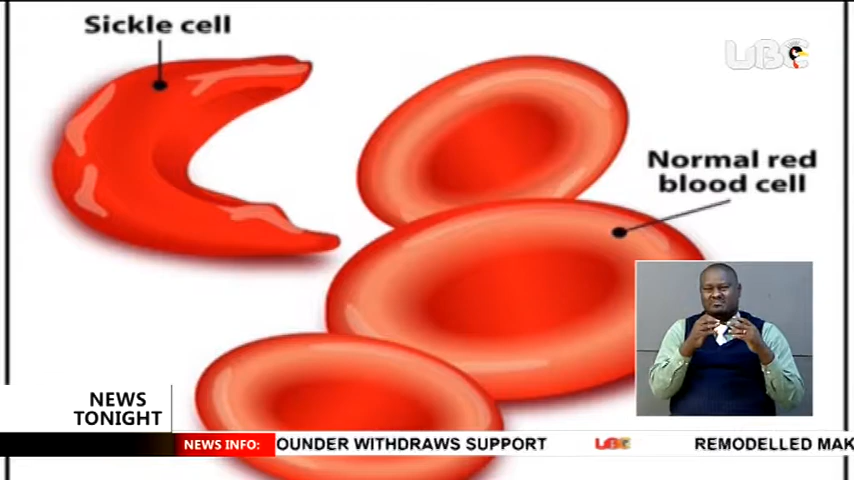 Sickle cell
UBC
Normal red
blood cell
NEWS
TONIGHT
NEWS INFO:
OUNDER WITHDRAWS SUPPORT UBC REMODELLED MAK